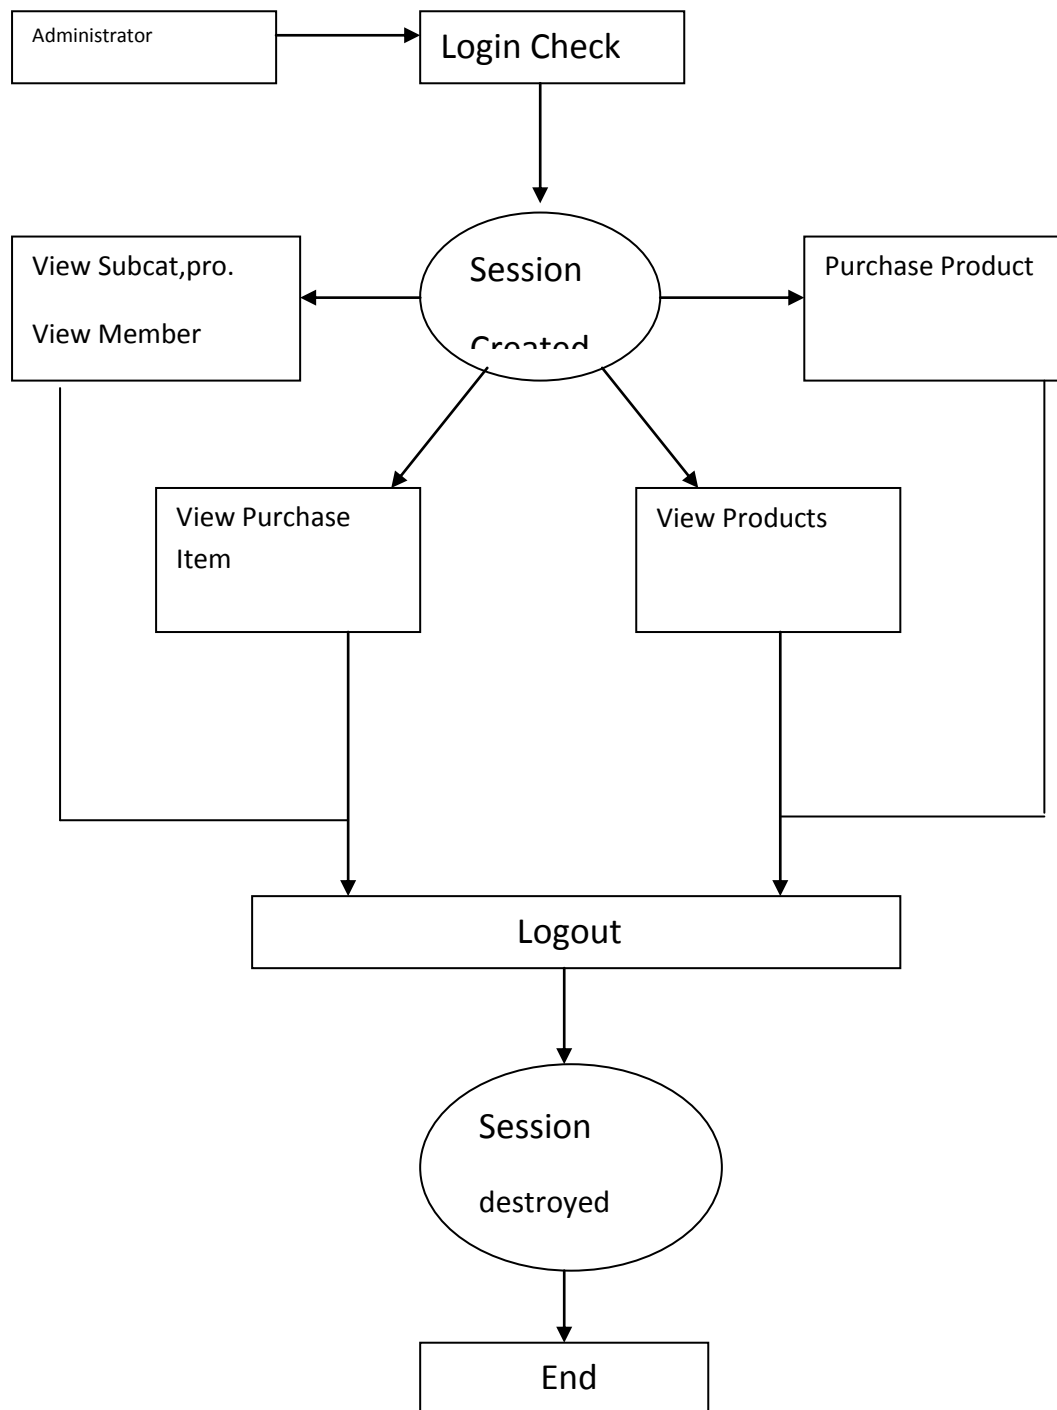 Administrator
Login Check
Session
Created
View Subcat,pro.
View Member
Purchase Product
View Purchase
Item
View Products
Logout
Session
destroyed
End